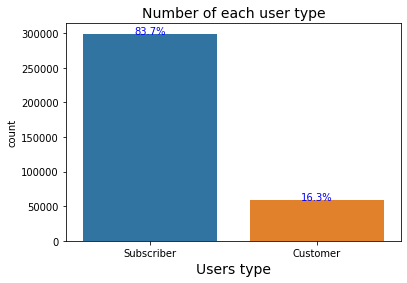 Number of each user type
300000
250000
200000
150000
100000
50000
0
count
83.7%
16.3%
Subscriber
Customer
Users type